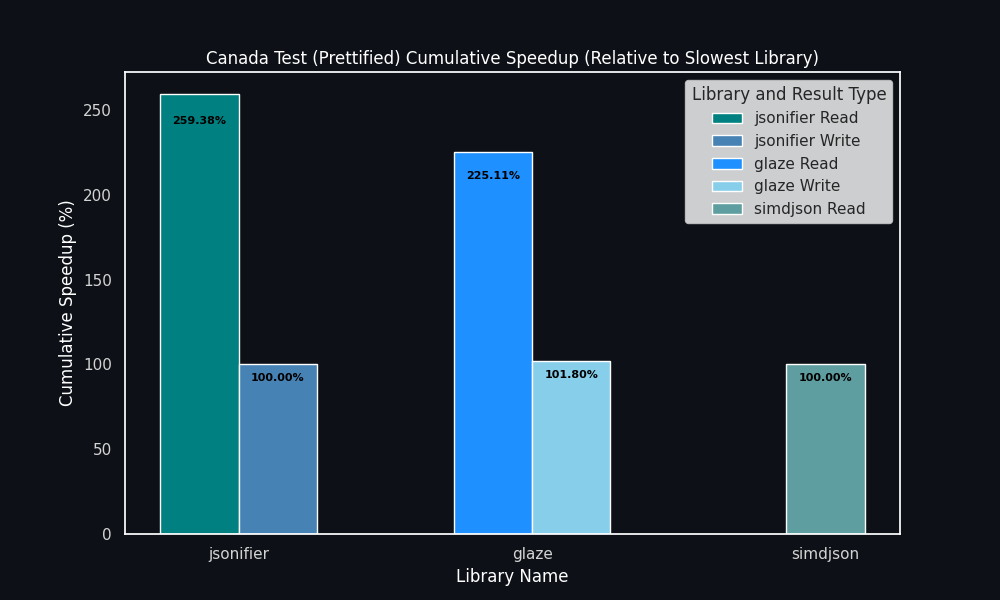 Canada Test (Prettified) Cumulative Speedup (Relative to Slowest Library)
Library and Result Type
jsonifier Read
jsonifier Write
glaze Read
glaze Write
simdjson Read
Cumulative Speedup (%)
250
200
150
100
50
0
259.38%
100.00%
225.11%
101.80%
100.00%
jsonifier
glaze
simdjson
Library Name